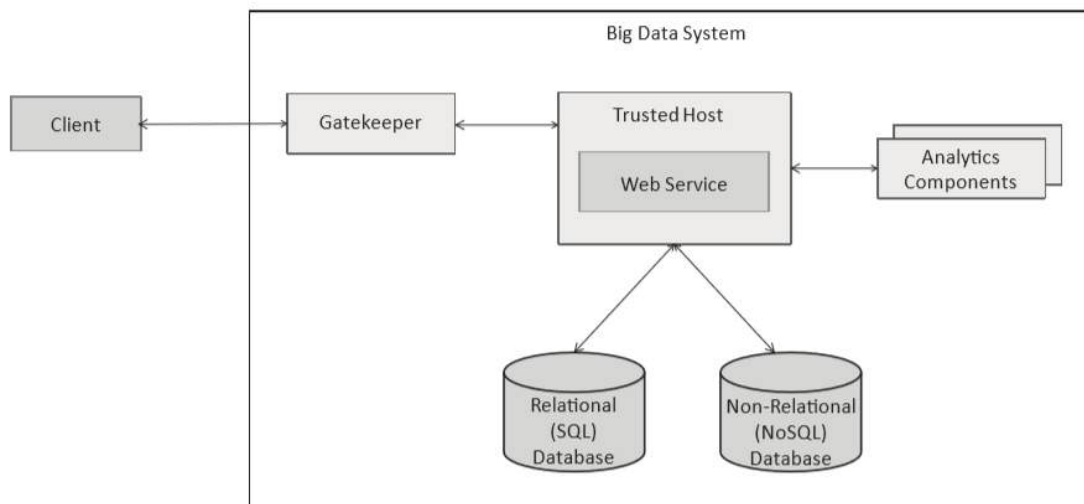 Big Data System
Client
Gatekeeper
Trusted Host
Web Service
Analytics
Components
Relational
(SQL)
Database
Non-Relational
(NoSQL)
Database